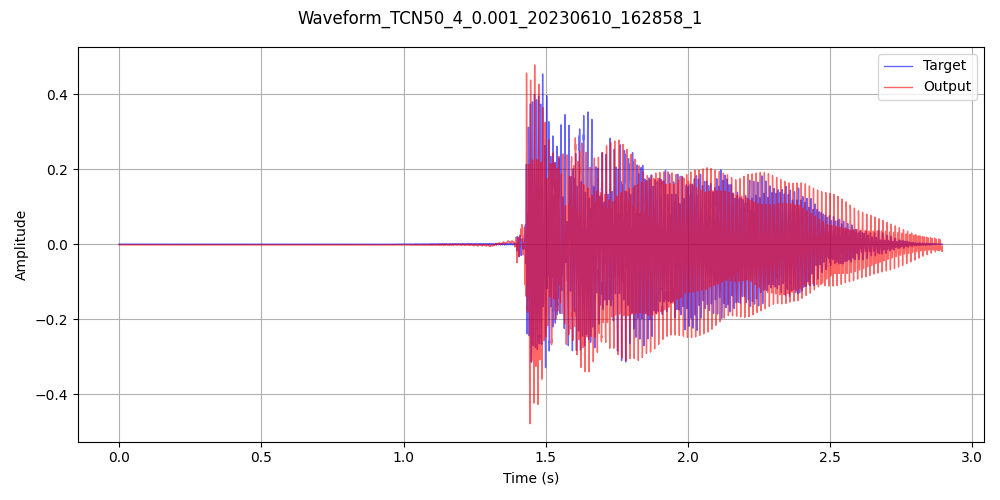 Waveform_TCN50_4_0.001_20230610_162858_1
Target
Output
Amplitude
0.4
0.2
0.0
−0.2
−0.4
0.0 0.5 1.0 1.5 2.0 2.5 3.0
Time (s)